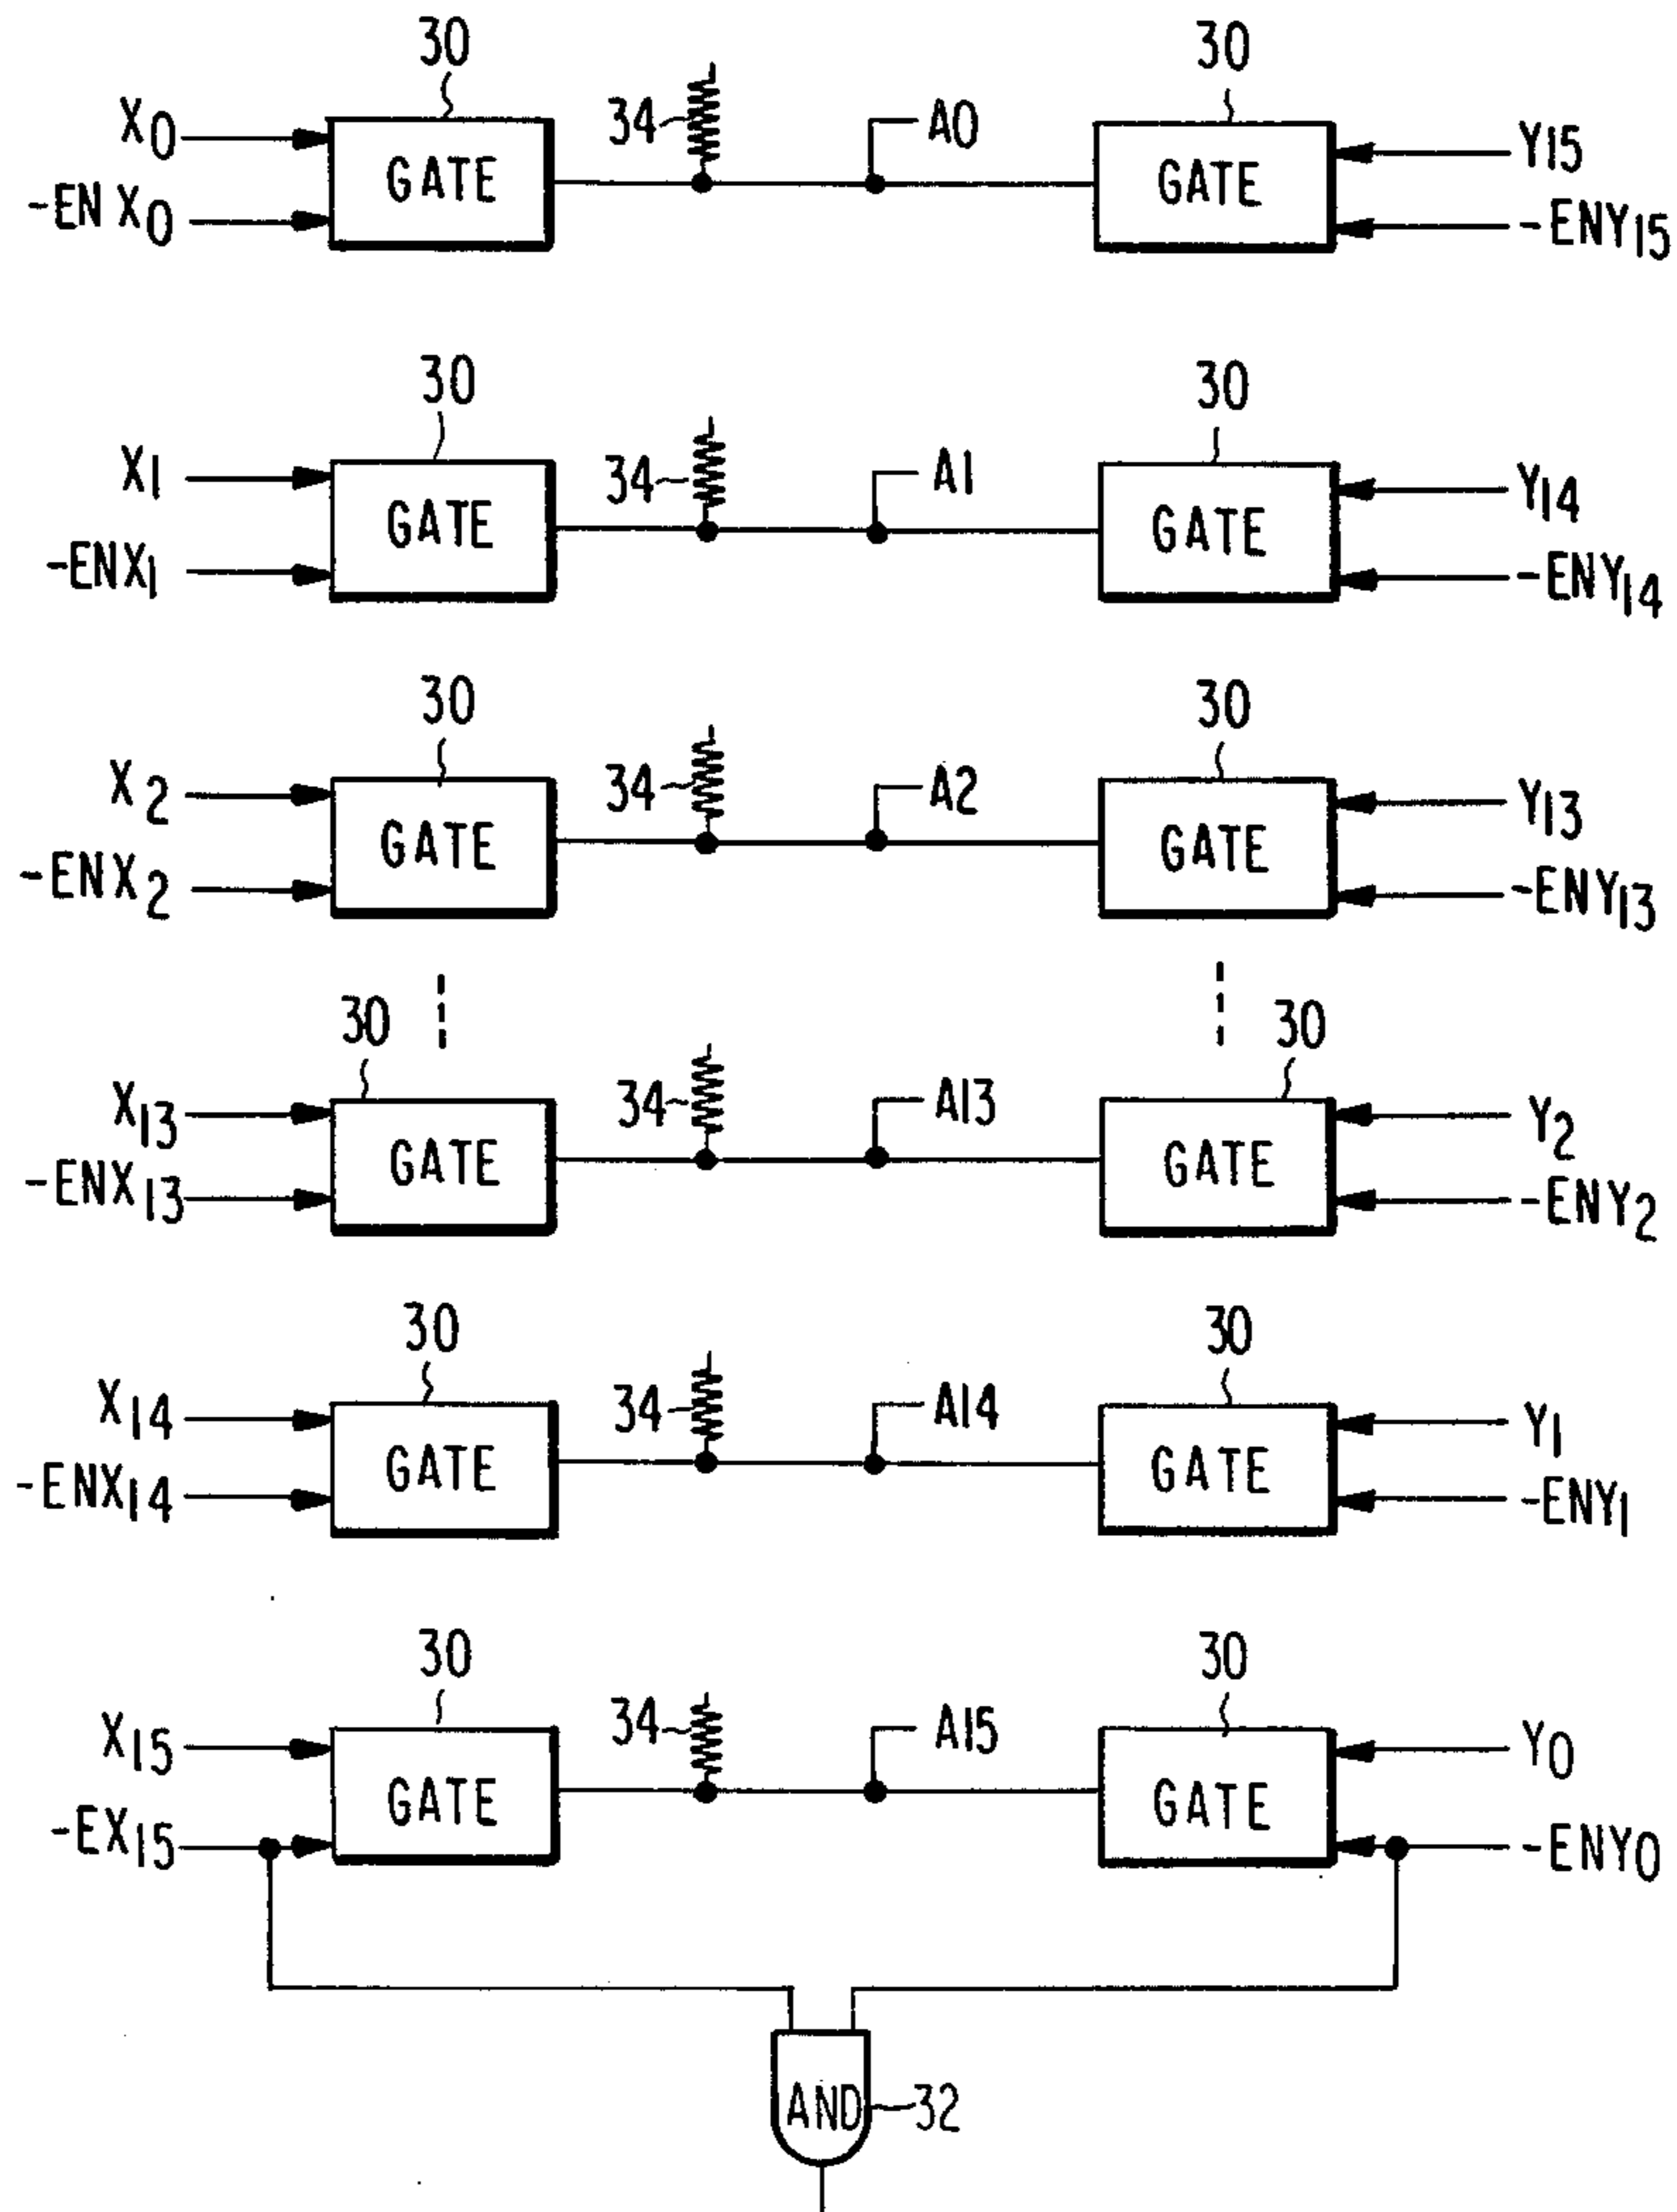 30 30
X0 34 A0 Y15
GATE GATE
-ENX0 -ENY15
30 30
X1 34 A1 Y14
GATE GATE
-ENX1 -ENY14
30 30
X2 34 A2 Y13
GATE GATE
-ENX2 -ENY13
30 30
X13 34 A13 Y2
GATE GATE
-ENX13 -ENY2
30 30
X14 34 A14 Y1
GATE GATE
-ENX14 -ENY1
30 30
X15 34 A15 Y0
GATE GATE
-EX15 -ENY0
AND 32